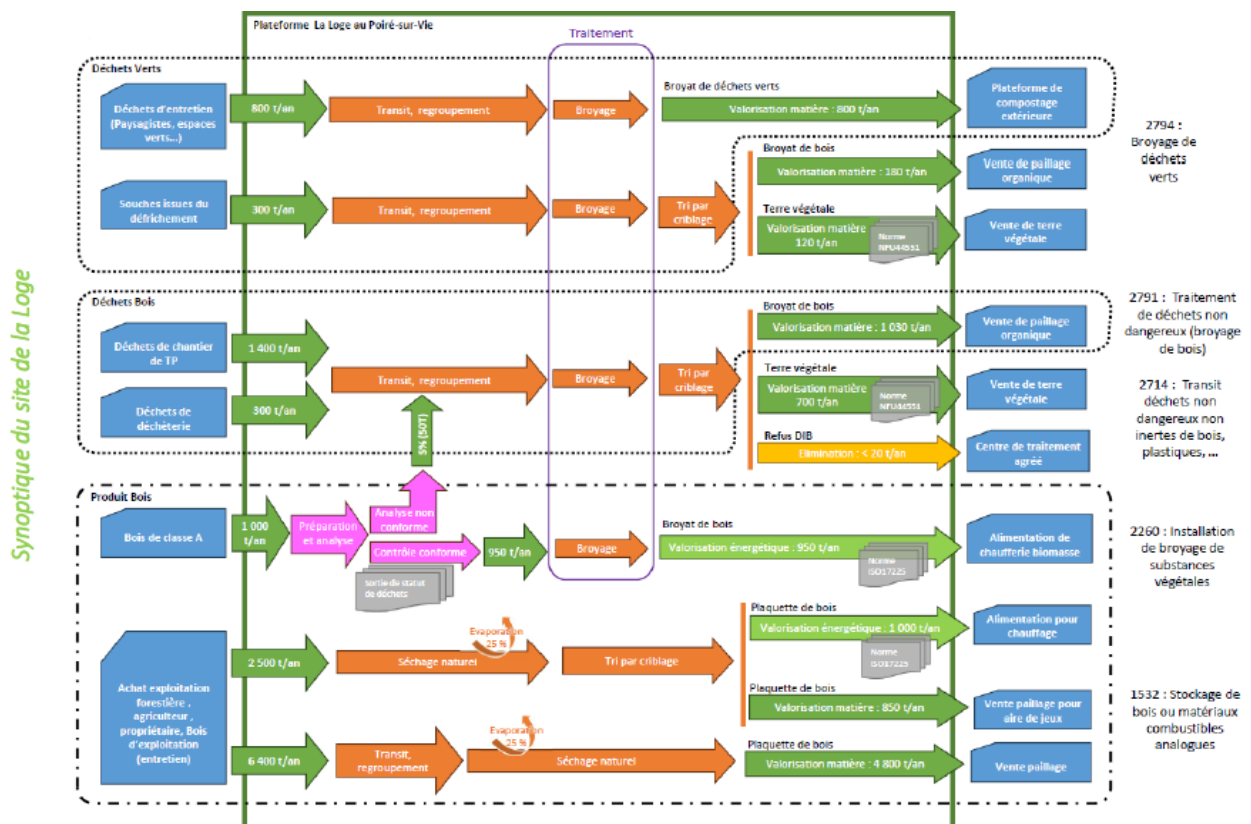 Synoptique du site de la Loge
Plateforme La Loge au Poiré-sur-Vie
Traitement
Déchets Verts
Déchets d'entretien
(Paysagistes, espaces
verts...)
800 t/an
Transit, regroupement
Broyage
Broyat de déchets verts
Valorisation matière : 800 t/an
Plateforme de
compostage
extérieure
Souches issues du
défrichement
300 t/an
Transit, regroupement
Broyage
Tri par
criblage
Broyat de bois
Valorisation matière : 180 t/an
Vente de paillage
organique
Terre végétale
Valorisation matière
120 t/an
Norme
NFU44551
Vente de terre
végétale
2794 :
Broyage de
déchets
verts
Déchets Bois
Déchets de chantier
de TP
1 400 t/an
Déchets de
déchèterie
300 t/an
Transit, regroupement
Broyage
Tri par
criblage
Broyat de bois
Valorisation matière : 1 030 t/an
Vente de paillage
organique
Terre végétale
Valorisation matière
700 t/an
Norme
NFU44551
Vente de terre
végétale
Refus DIB
Elimination : < 20 t/an
Centre de traitement
agréé
2791 : Traitement
de déchets non
dangereux (broyage
de bois)
2714 : Transit
déchets non
dangereux non
inertes de bois,
plastiques, ...
5% (50T)
Produit Bois
Bois de classe A
1 000
t/an
Préparation
et analyse
Analyse non
conforme
Contrôle conforme
Sortie de statut
de déchets
950 t/an
Broyage
Broyat de bois
Valorisation énergétique : 950 t/an
Norme
ISO17225
Alimentation de
chaufferie biomasse
2260 : Installation
de broyage de
substances
végétales
Achat exploitation
forestière ,
agriculteur ,
propriétaire, Bois
d'exploitation
(entretien)
2 500 t/an
Séchage naturel
Evaporation
25 %
Tri par criblage
Plaquette de bois
Valorisation énergétique : 1 000 t/an
Norme
ISO17225
Alimentation pour
chauffage
Plaquette de bois
Valorisation matière : 850 t/an
Vente paillage pour
aire de jeux
6 400 t/an
Transit,
regroupement
Evaporation
25 %
Séchage naturel
Plaquette de bois
Valorisation matière : 4 800 t/an
Vente paillage
1532 : Stockage de
bois ou matériaux
combustibles
analogues